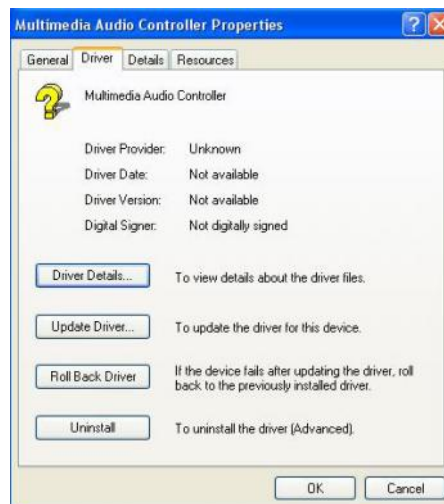 Multimedia Audio Controller Properties
General Driver Details Resources
Multimedia Audio Controller
Driver Provider: Unknown
Driver Date: Not available
Driver Version: Not available
Digital Signer: Not digitally signed
Driver Details... To view details about the driver files.
Update Driver... To update the driver for this device.
Roll Back Driver If the device fails after updating the driver, roll
back to the previously installed driver.
Uninstall To uninstall the driver (Advanced).
OK Cancel